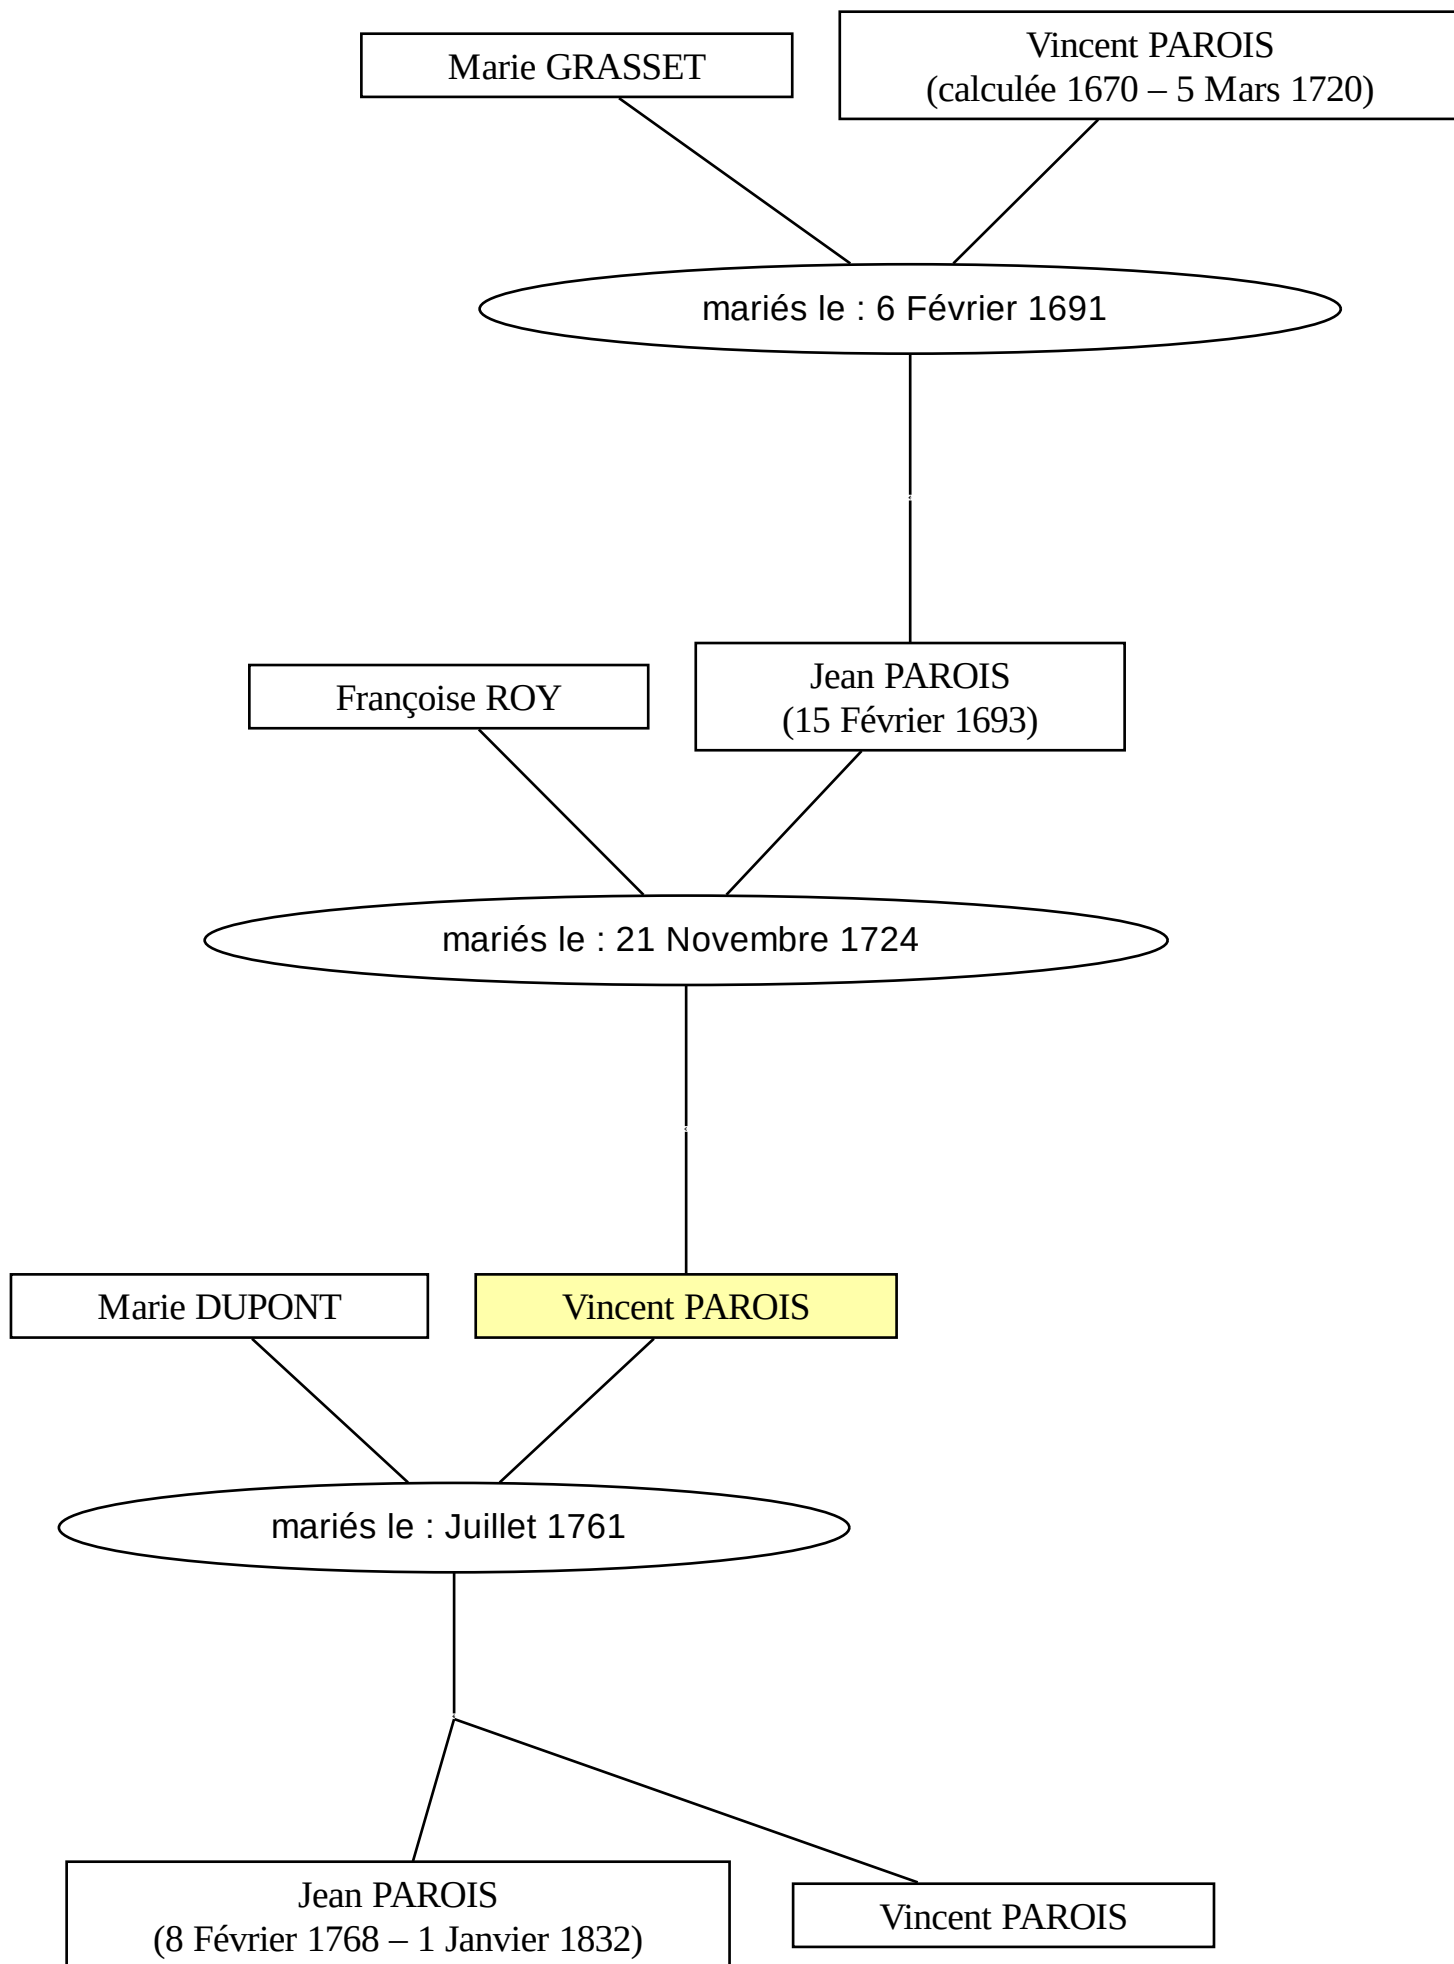 Marie GRASSET
Vincent PAROIS
(calculée 1670 – 5 Mars 1720)
mariés le : 6 Février 1691
Françoise ROY
Jean PAROIS
(15 Février 1693)
mariés le : 21 Novembre 1724
Marie DUPONT
Vincent PAROIS
mariés le : Juillet 1761
Jean PAROIS
(8 Février 1768 – 1 Janvier 1832)
Vincent PAROIS